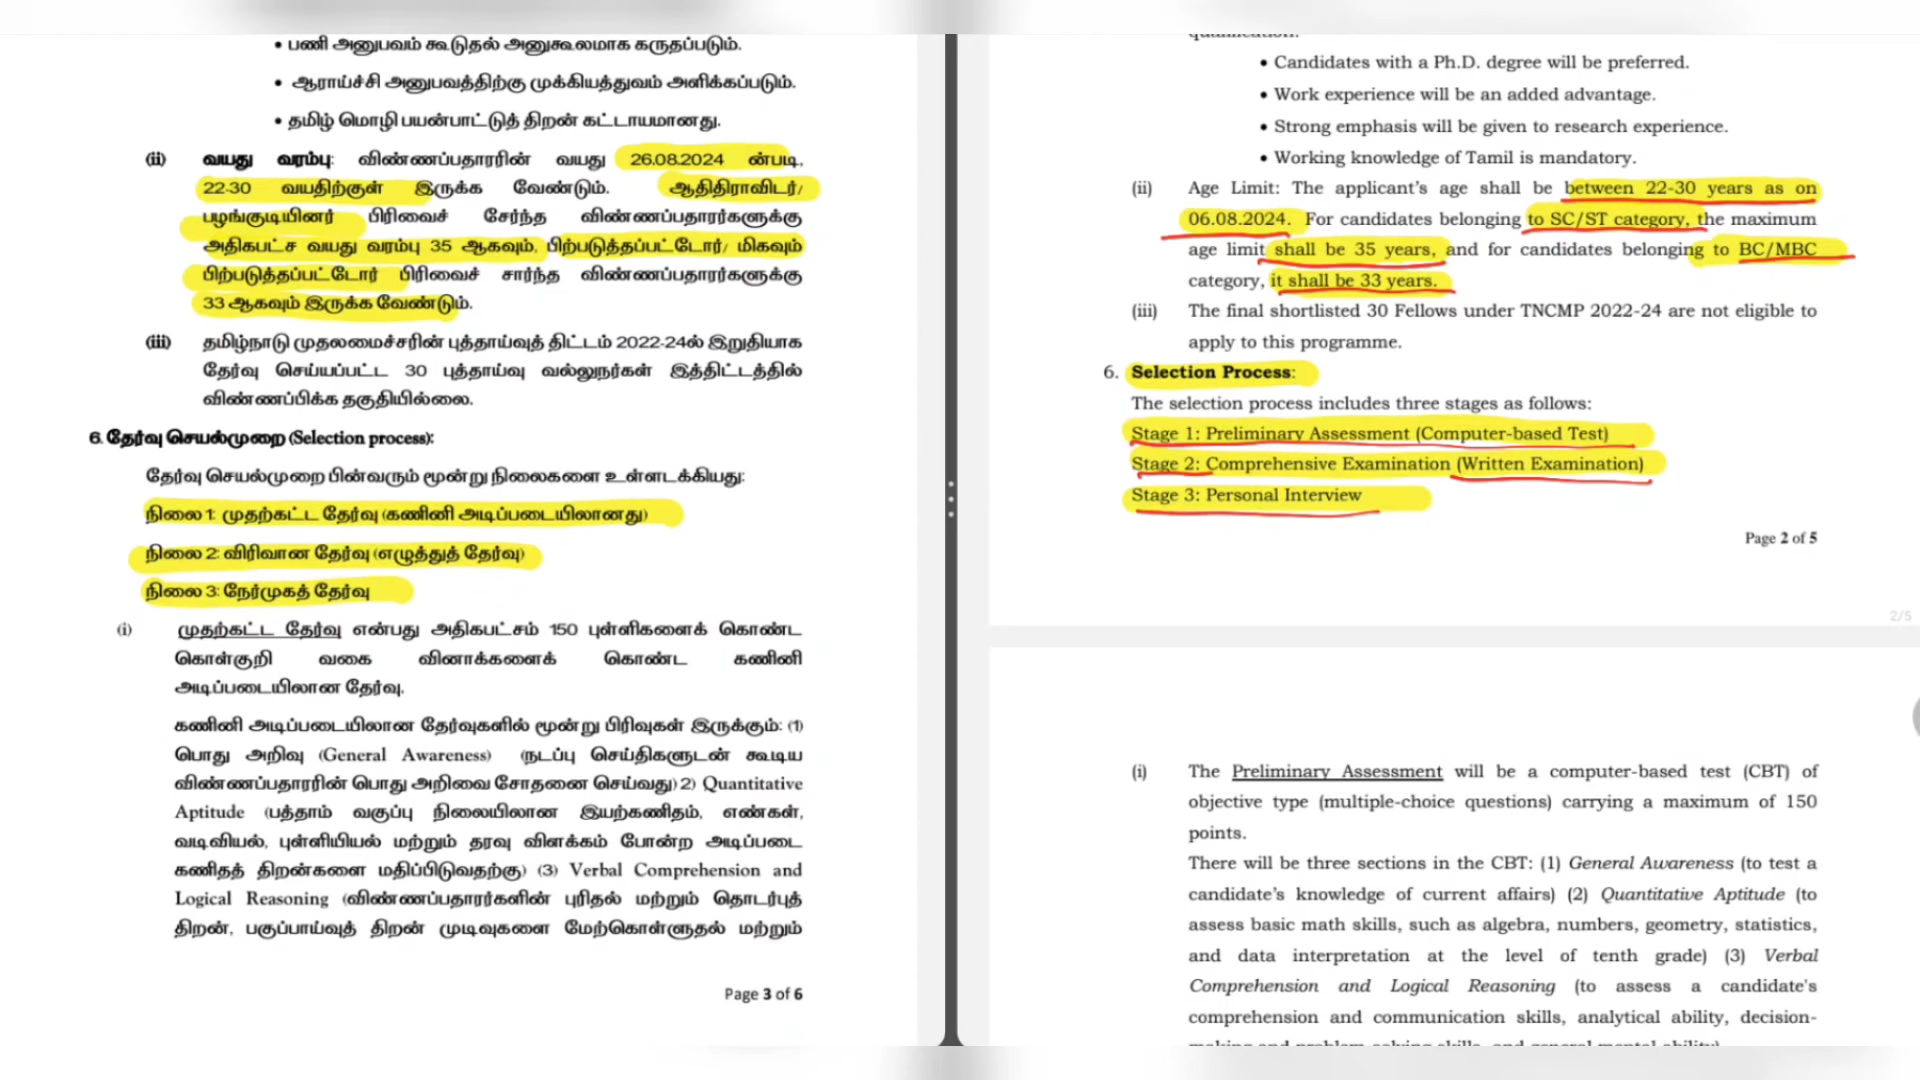 • பணி அனுபவம் கூடுதல் அனுகூலமாக கருதப்படும்.
• ஆராய்ச்சி அனுபவத்திற்கு முக்கியத்துவம் அளிக்கப்படும்.
• தமிழ் மொழி பயன்பாட்டுத் திறன் கட்டாயமானது.
(ii) வயது வரம்பு: விண்ணப்பதாரரின் வயது 26.08.2024 ன்படி,
22-30 வயதிற்குள் இருக்க வேண்டும். ஆதிதிராவிடர்/
பழங்குடியினர் பிரிவைச் சேர்ந்த விண்ணப்பதாரர்களுக்கு
அதிகபட்ச வயது வரம்பு 35 ஆகவும், பிற்படுத்தப்பட்டோர்/ மிகவும்
பிற்படுத்தப்பட்டோர் பிரிவைச் சார்ந்த விண்ணப்பதாரர்களுக்கு
33 ஆகவும் இருக்க வேண்டும்.
(iii) தமிழ்நாடு முதலமைச்சரின் புத்தாய்வுத் திட்டம் 2022-24ல் இறுதியாக
தேர்வு செய்யப்பட்ட 30 புத்தாய்வு வல்லுநர்கள் இத்திட்டத்தில்
விண்ணப்பிக்க தகுதியில்லை.
6. தேர்வு செயல்முறை (Selection process):
தேர்வு செயல்முறை பின்வரும் மூன்று நிலைகளை உள்ளடக்கியது:
நிலை 1: முதற்கட்ட தேர்வு (கணினி அடிப்படையிலானது)
நிலை 2: விரிவான தேர்வு (எழுத்துத் தேர்வு)
நிலை 3: நேர்முகத் தேர்வு
(i) முதற்கட்ட தேர்வு என்பது அதிகபட்சம் 150 புள்ளிகளைக் கொண்ட
கொள்குறி வகை வினாக்களைக் கொண்ட கணினி
அடிப்படையிலான தேர்வு.
கணினி அடிப்படையிலான தேர்வுகளில் மூன்று பிரிவுகள் இருக்கும்: (1)
பொது அறிவு (General Awareness) (நடப்பு செய்திகளுடன் கூடிய
விண்ணப்பதாரரின் பொது அறிவை சோதனை செய்வது) 2) Quantitative
Aptitude (பத்தாம் வகுப்பு நிலையிலான இயற்கணிதம், எண்கள்,
வடிவியல், புள்ளியியல் மற்றும் தரவு விளக்கம் போன்ற அடிப்படை
கணிதத் திறன்களை மதிப்பிடுவதற்கு) (3) Verbal Comprehension and
Logical Reasoning (விண்ணப்பதாரர்களின் புரிதல் மற்றும் தொடர்புத்
திறன், பகுப்பாய்வுத் திறன் முடிவுகளை மேற்கொள்ளுதல் மற்றும்
Page 3 of 6
qualification:
• Candidates with a Ph.D. degree will be preferred.
• Work experience will be an added advantage.
• Strong emphasis will be given to research experience.
• Working knowledge of Tamil is mandatory.
(ii) Age Limit: The applicant's age shall be between 22-30 years as on
06.08.2024. For candidates belonging to SC/ST category, the maximum
age limit shall be 35 years, and for candidates belonging to BC/MBC
category, it shall be 33 years.
(iii) The final shortlisted 30 Fellows under TNCMP 2022-24 are not eligible to
apply to this programme.
6. Selection Process:
The selection process includes three stages as follows:
Stage 1: Preliminary Assessment (Computer-based Test)
Stage 2: Comprehensive Examination (Written Examination)
Stage 3: Personal Interview
Page 2 of 5
2/5
(i) The Preliminary Assessment will be a computer-based test (CBT) of
objective type (multiple-choice questions) carrying a maximum of 150
points.
There will be three sections in the CBT: (1) General Awareness (to test a
candidate's knowledge of current affairs) (2) Quantitative Aptitude (to
assess basic math skills, such as algebra, numbers, geometry, statistics,
and data interpretation at the level of tenth grade) (3) Verbal
Comprehension and Logical Reasoning (to assess a candidate's
comprehension and communication skills, analytical ability, decision-
making and problem solving skills, and general mental ability)